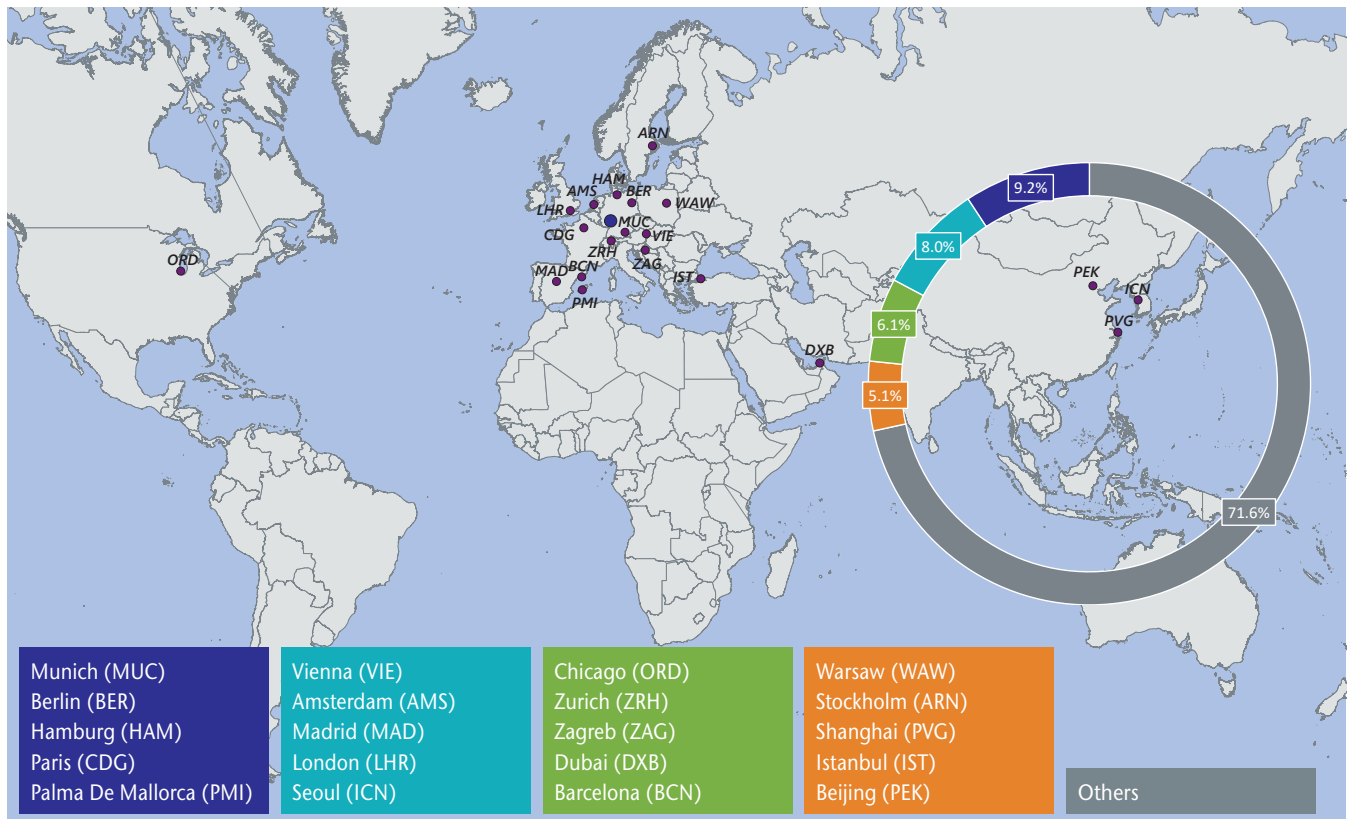 ARN
HAM
BER
AMS
LHR
WAW
MUC
CDG
VIE
ZRH
ZAG
ORD
BCN
MAD
IST
PMI
DXB
PEK
ICN
PVG
9.2%
8.0%
6.1%
5.1%
71.6%
Munich (MUC)
Berlin (BER)
Hamburg (HAM)
Paris (CDG)
Palma De Mallorca (PMI)
Vienna (VIE)
Amsterdam (AMS)
Madrid (MAD)
London (LHR)
Seoul (ICN)
Chicago (ORD)
Zurich (ZRH)
Zagreb (ZAG)
Dubai (DXB)
Barcelona (BCN)
Warsaw (WAW)
Stockholm (ARN)
Shanghai (PVG)
Istanbul (IST)
Beijing (PEK)
Others